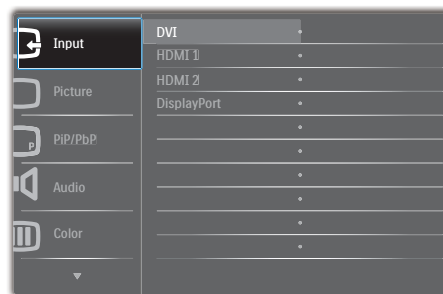 Input
Picture
P
PiP/PbP
Audio
Color
DVI
HDMI 1
HDMI 2
DisplayPort